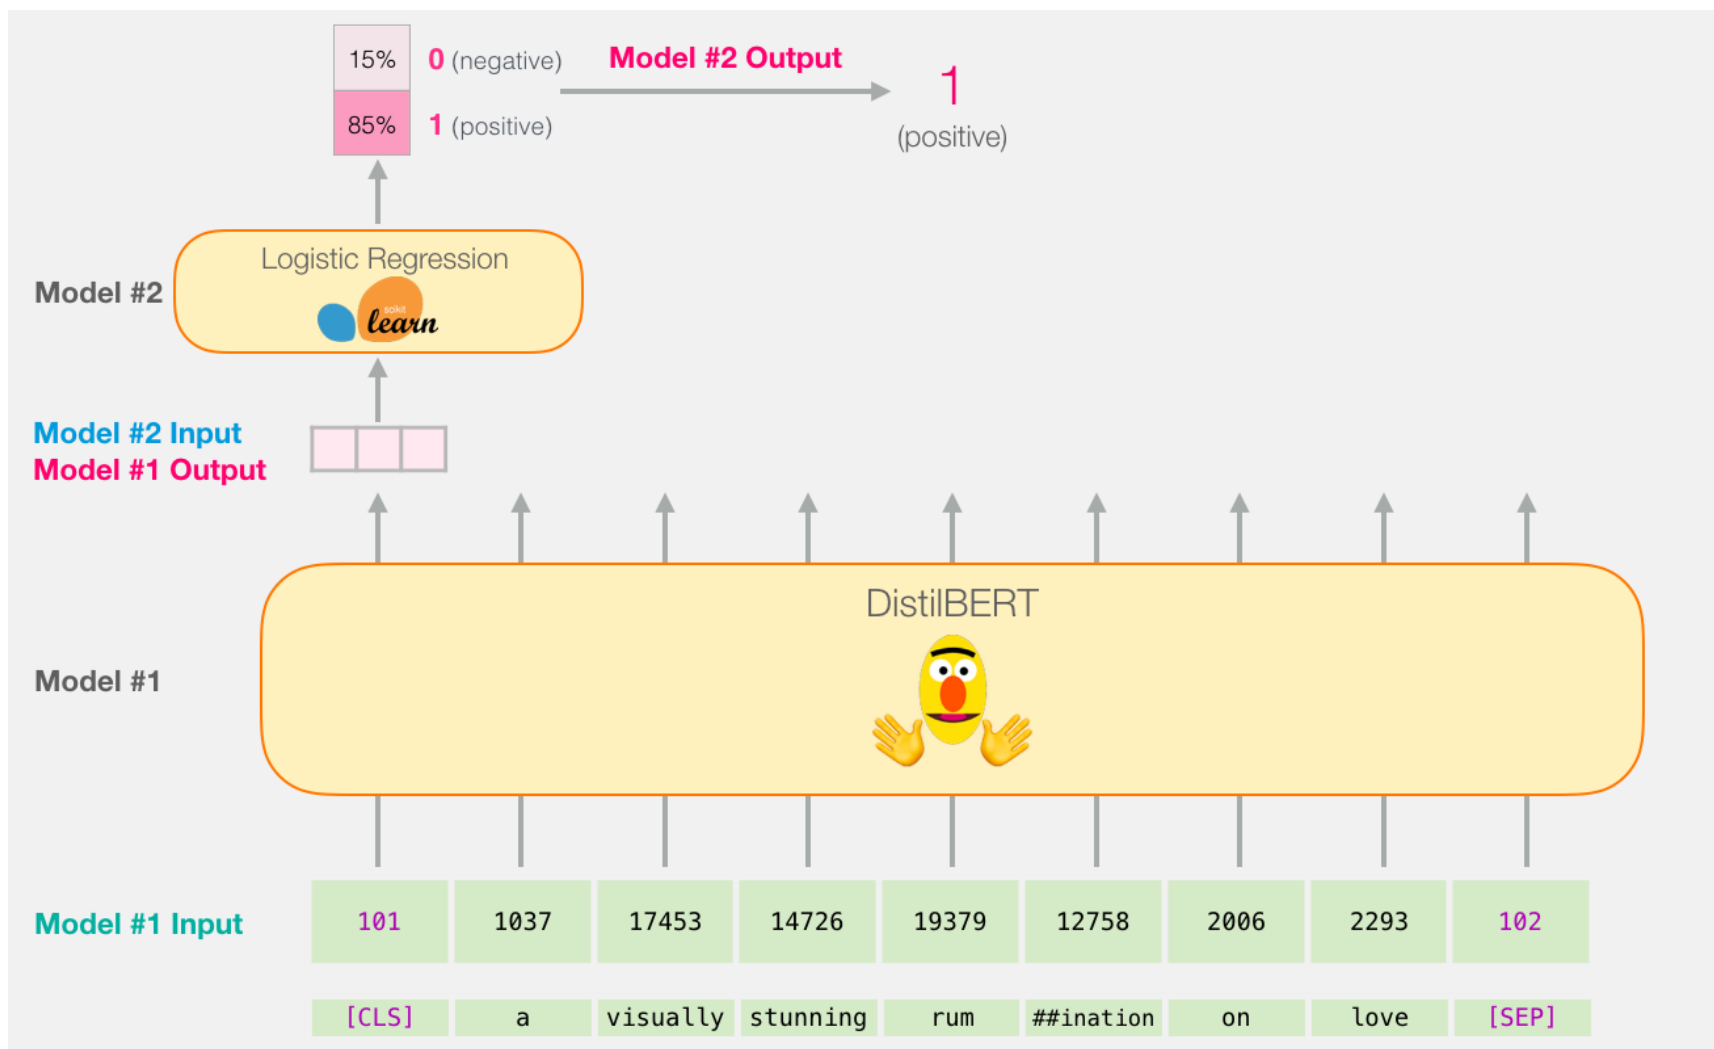 15% 0 (negative) Model #2 Output 1
85% 1 (positive) (positive)
Logistic Regression
Model #2
scikit
learn
Model #2 Input
Model #1 Output
DistilBERT
Model #1
Model #1 Input 101 1037 17453 14726 19379 12758 2006 2293 102
[CLS] a visually stunning rum ##ination on love [SEP]